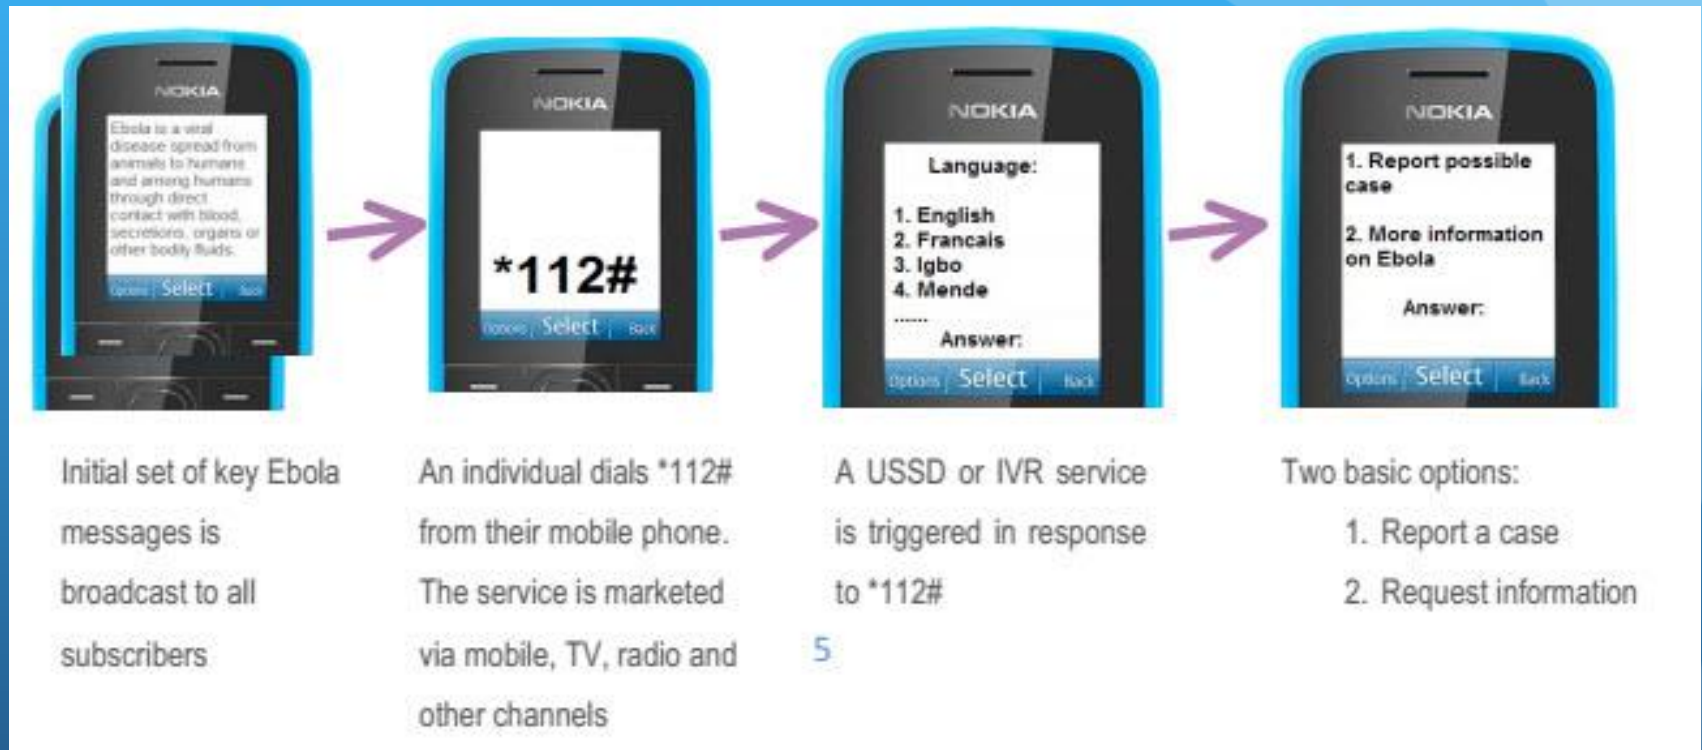 NOKIA
Ebola is a viral
disease spread from
animals to humans
and among humans
through direct
contact with blood,
secretions, organs or
other bodily fluids.
Options Select Back
NOKIA
*112#
Options Select Back
NOKIA
Language:
1. English
2. Francais
3. Igbo
4. Mende
......
Answer:
Options Select Back
NOKIA
1. Report possible
case
2. More information
on Ebola
Answer:
Options Select Back
Initial set of key Ebola
messages is
broadcast to all
subscribers
An individual dials *112#
from their mobile phone.
The service is marketed
via mobile, TV, radio and
other channels
A USSD or IVR service
is triggered in response
to *112#
5
Two basic options:
1. Report a case
2. Request information